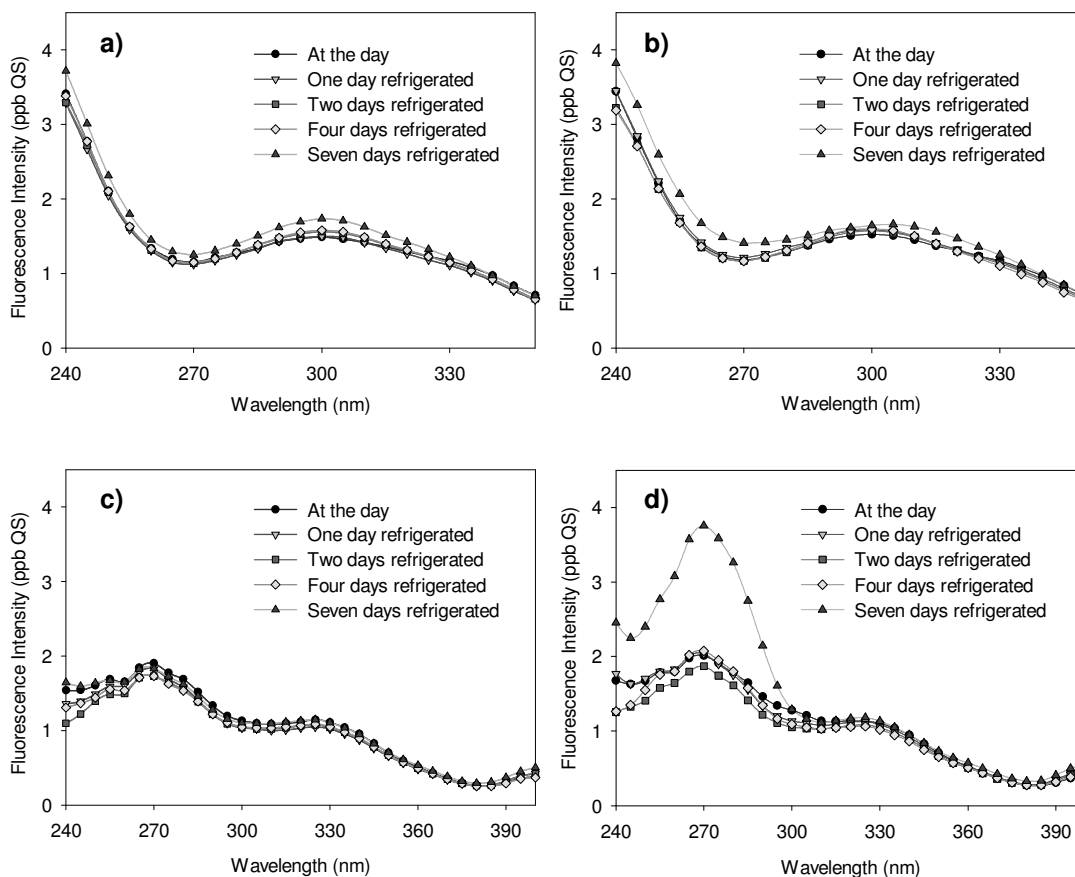 a)
Fluorescence Intensity (ppb QS)
4
3
2
1
0
At the day
One day refrigerated
Two days refrigerated
Four days refrigerated
Seven days refrigerated
240 270 300 330
Wavelength (nm)
b)
Fluorescence Intensity (ppb QS)
4
3
2
1
0
At the day
One day refrigerated
Two days refrigerated
Four days refrigerated
Seven days refrigerated
240 270 300 330
Wavelength (nm)
c)
Fluorescence Intensity (ppb QS)
4
3
2
1
0
At the day
One day refrigerated
Two days refrigerated
Four days refrigerated
Seven days refrigerated
240 270 300 330 360 390
Wavelength (nm)
d)
Fluorescence Intensity (ppb QS)
4
3
2
1
0
At the day
One day refrigerated
Two days refrigerated
Four days refrigerated
Seven days refrigerated
240 270 300 330 360 390
Wavelength (nm)